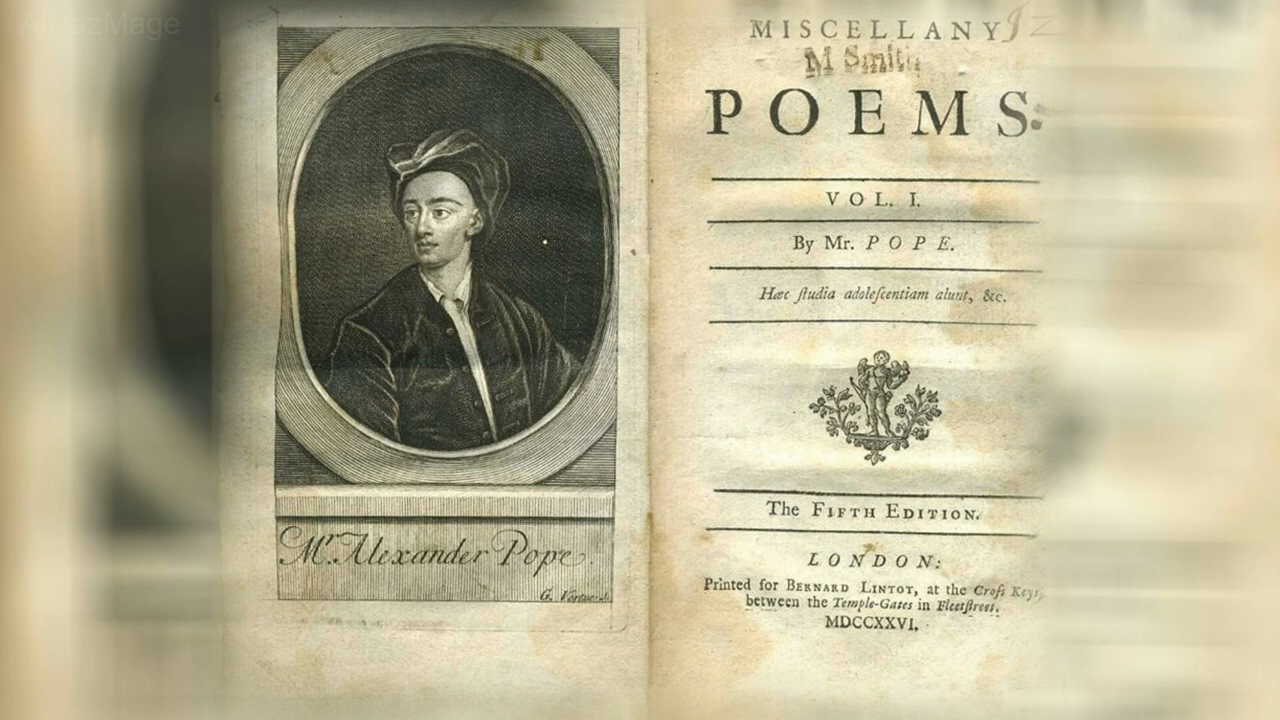 Mr. Alexander Pope.
MISCELLANY
M Smith
POEMS.
VOL. I.
By Mr. POPE.
Hæc ſtudia adoleſcentiam alunt, &c.
The FIFTH EDITION.
LONDON:
Printed for BERNARD LINTOT, at the Croſs Keys,
between the Temple-Gates in Fleetſtreet.
MDCCXXVI.